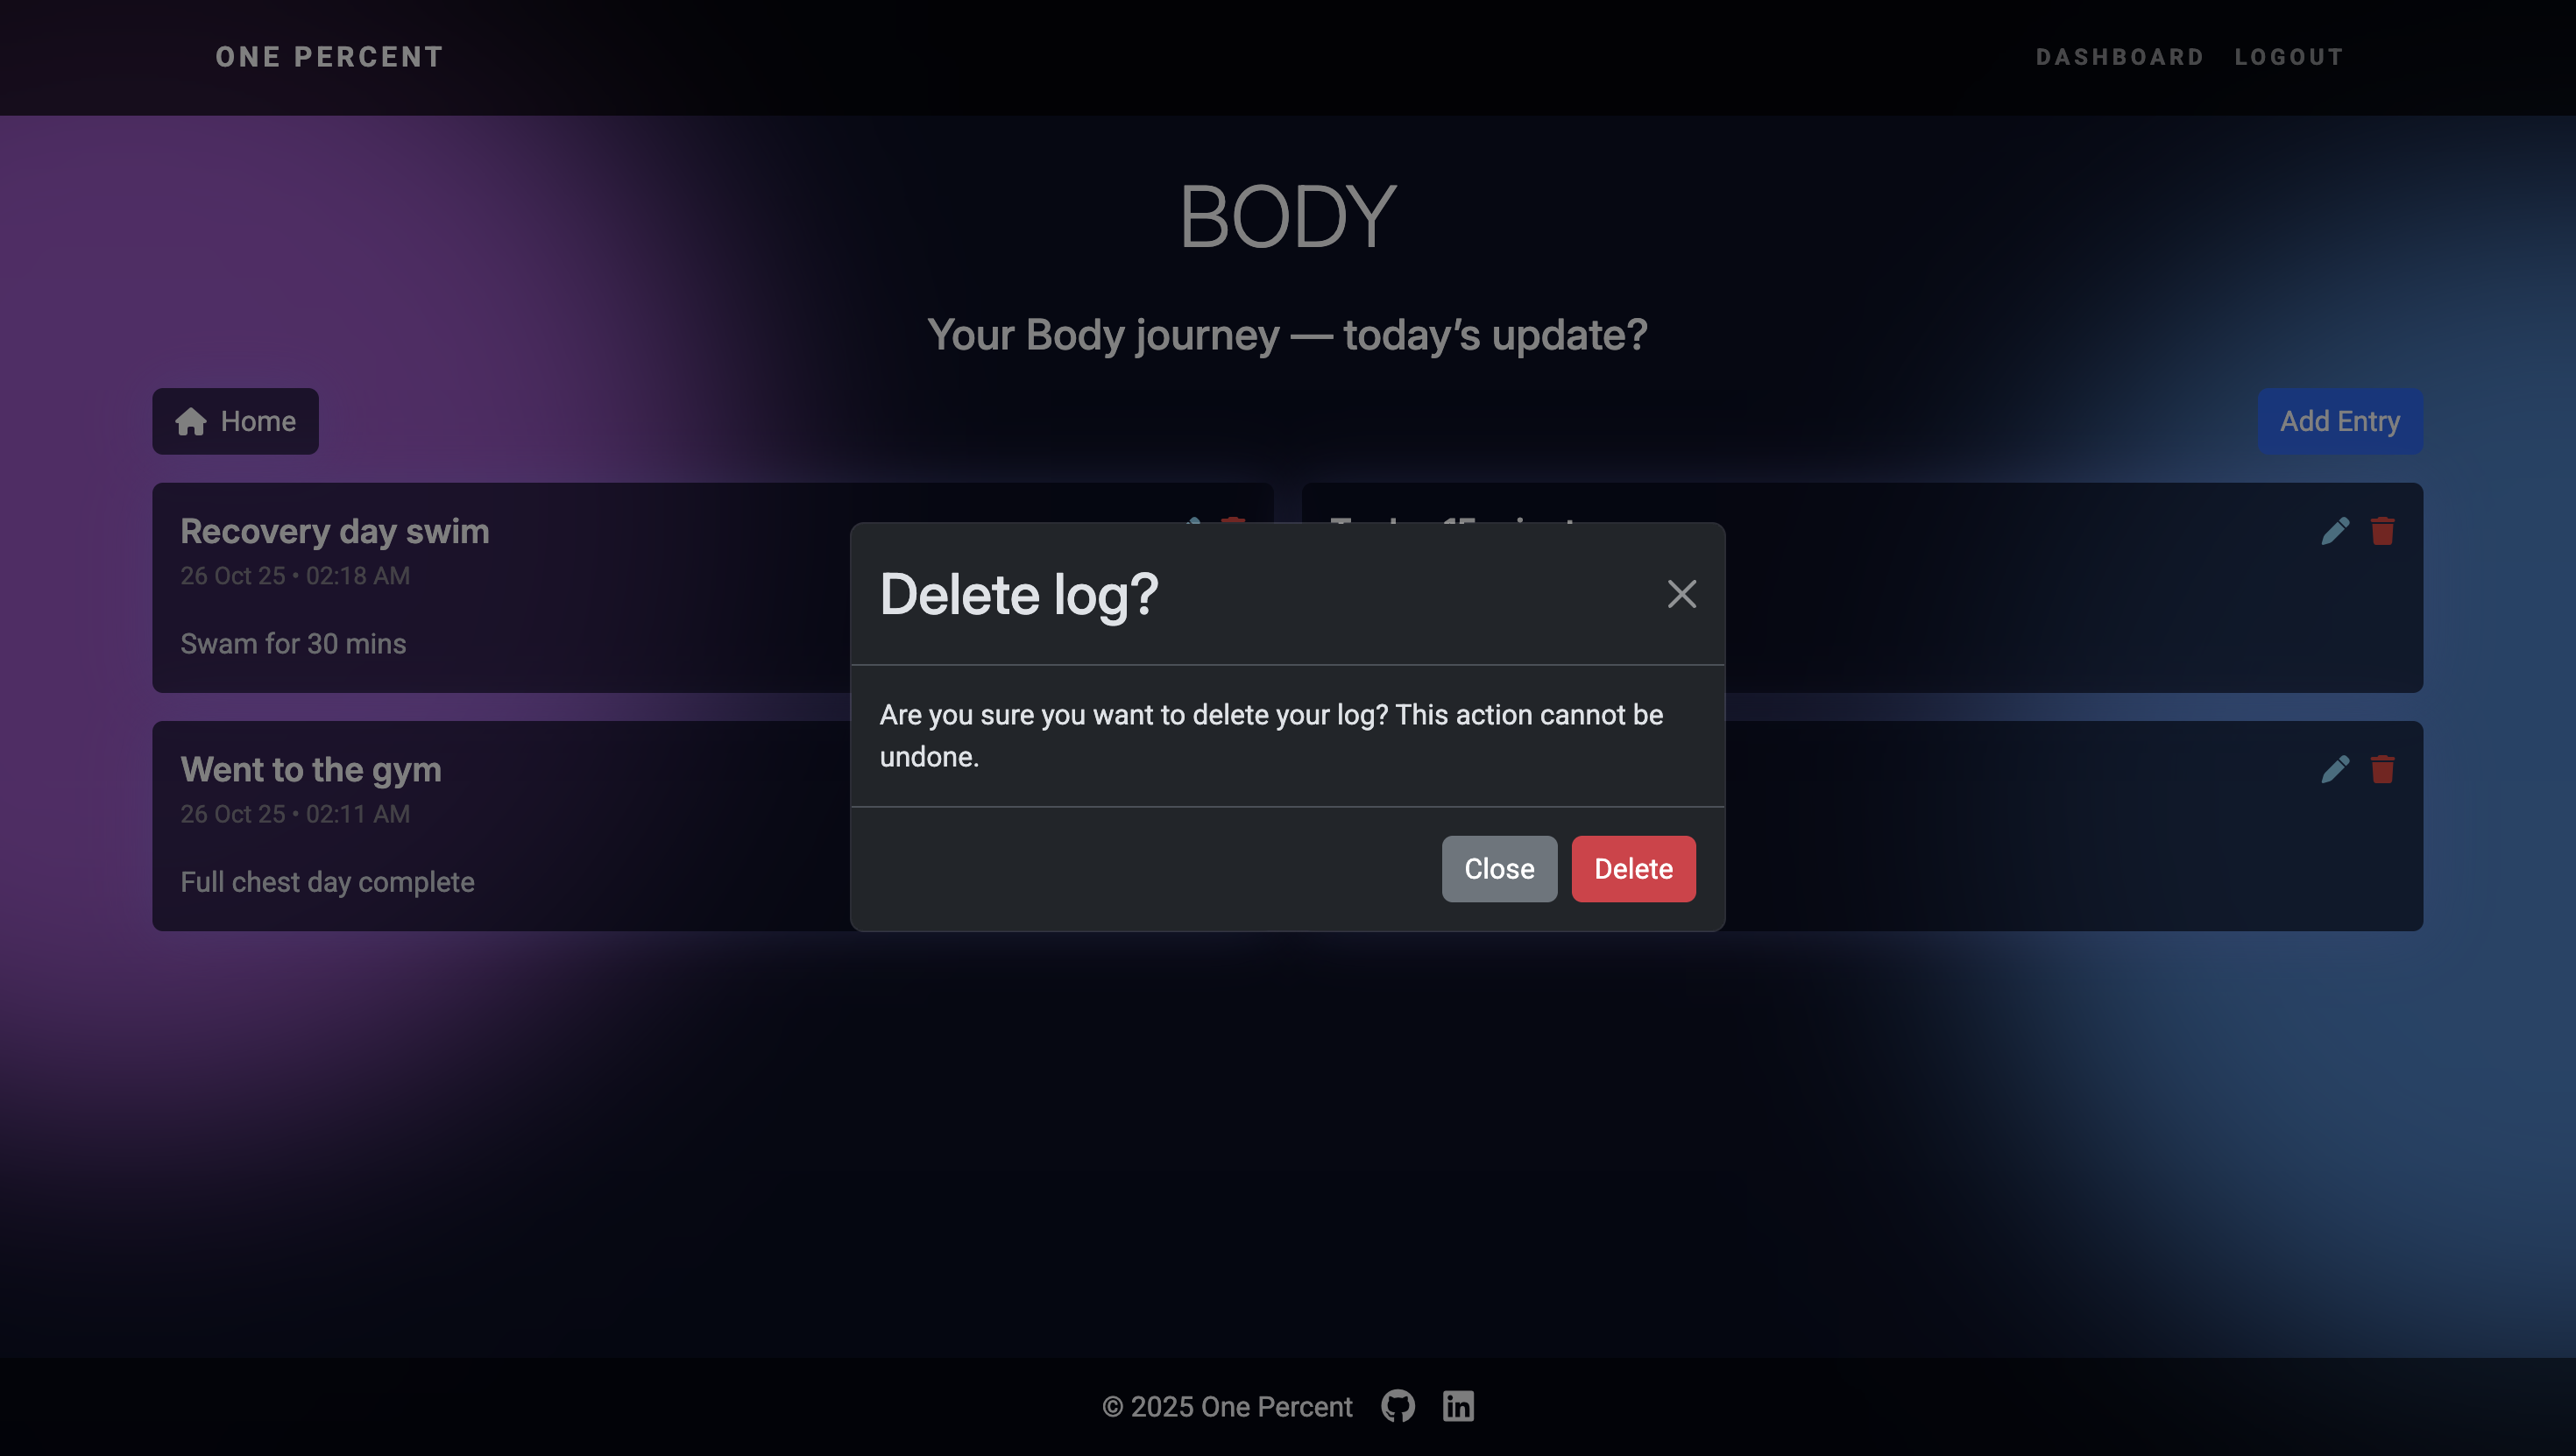 ONE PERCENT
DASHBOARD LOGOUT
BODY
Your Body journey — today’s update?
Home
Add Entry
Recovery day swim
26 Oct 25 • 02:18 AM
Swam for 30 mins
Went to the gym
26 Oct 25 • 02:11 AM
Full chest day complete
Delete log?
Are you sure you want to delete your log? This action cannot be
undone.
Close Delete
© 2025 One Percent